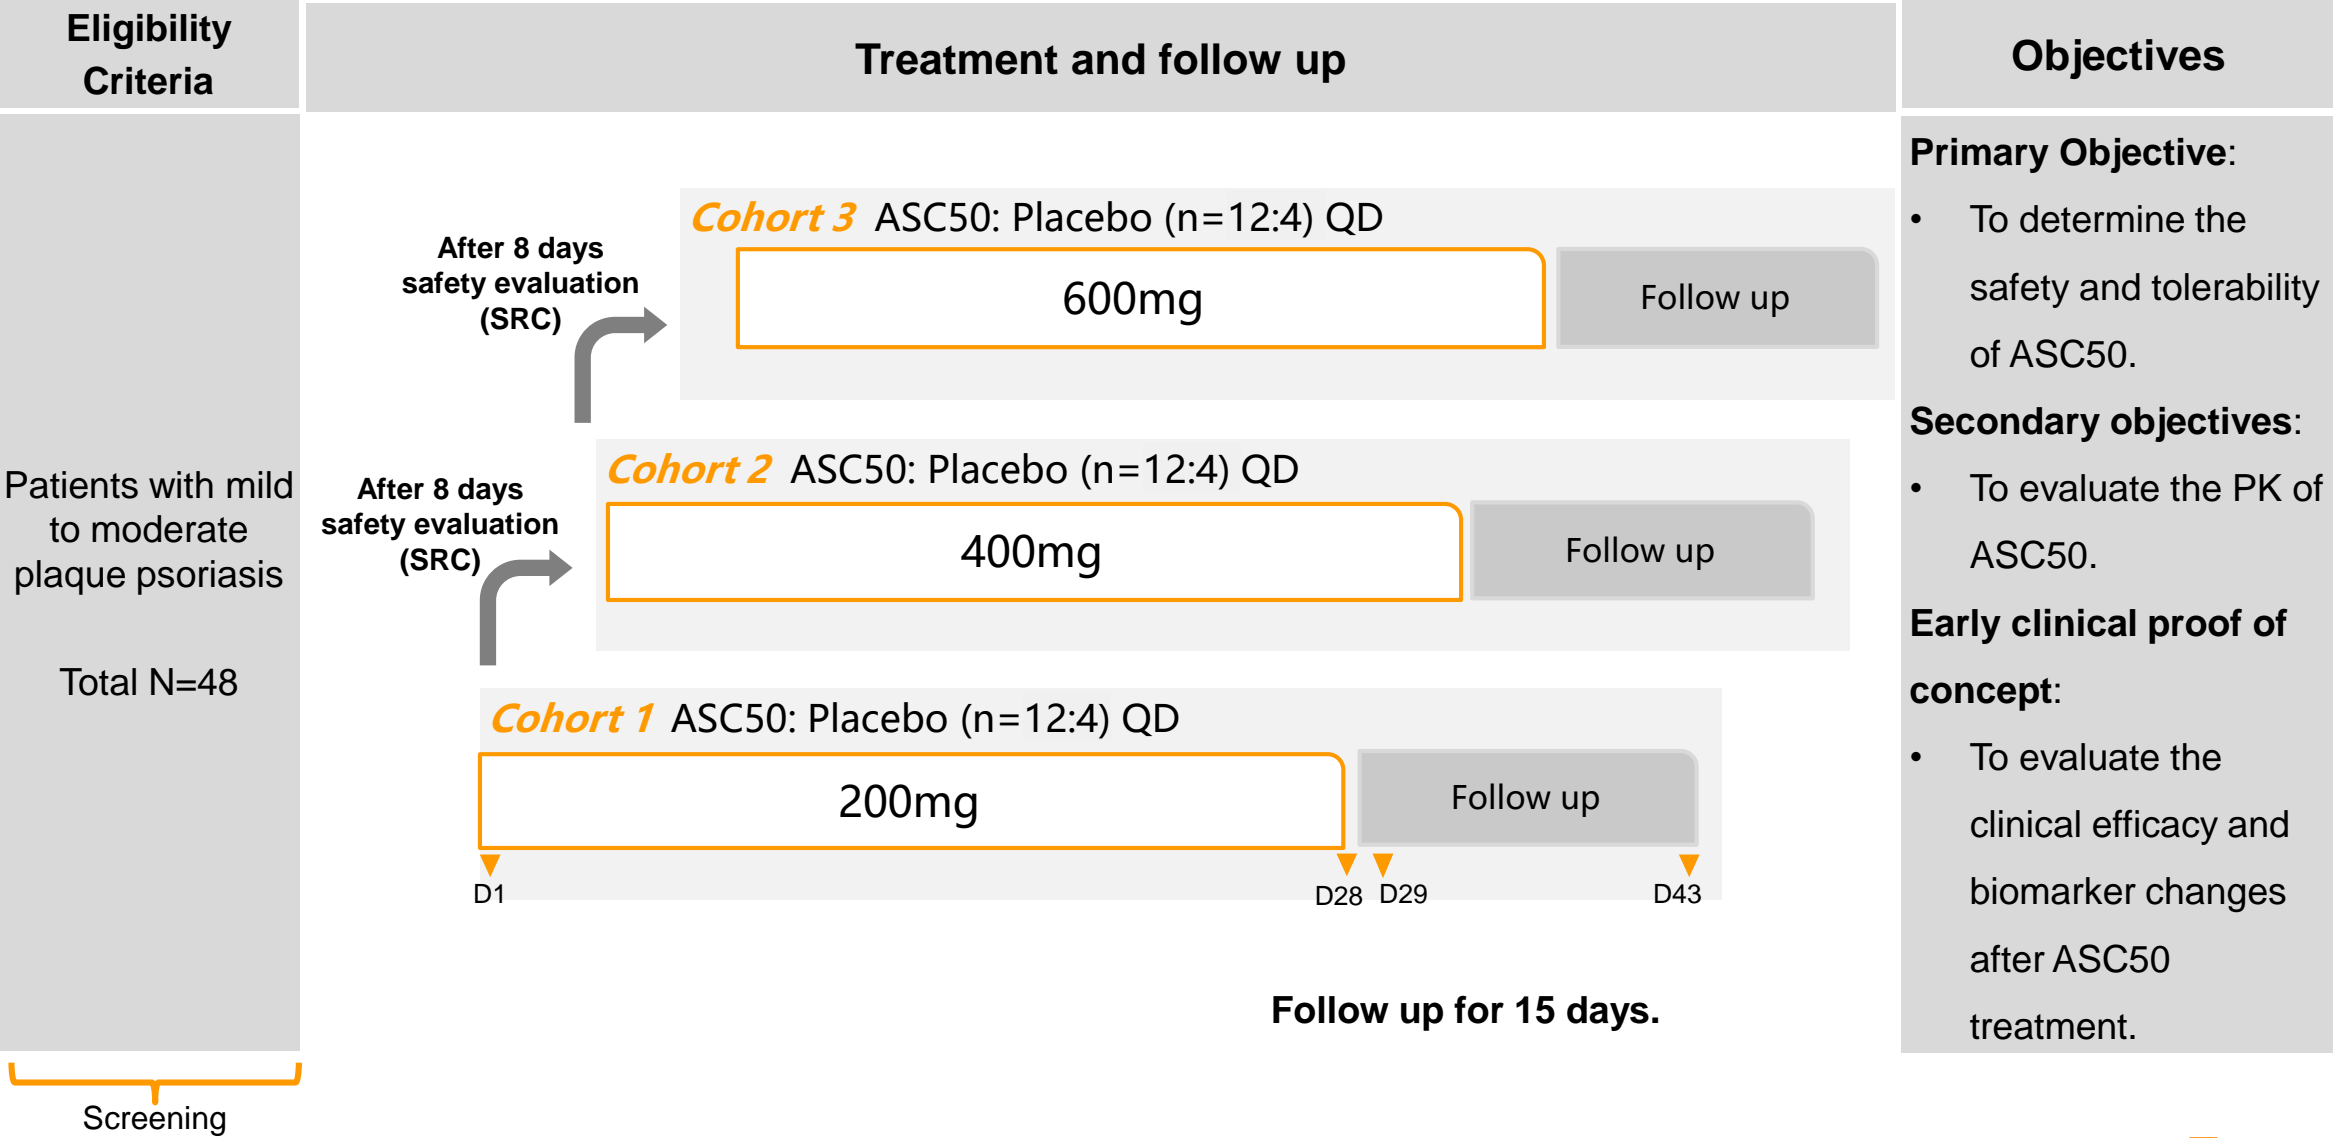 Eligibility
Criteria
Treatment and follow up
Objectives
Patients with mild
to moderate
plaque psoriasis
Total N=48
Screening
After 8 days
safety evaluation
(SRC)
Cohort 3 ASC50: Placebo (n=12:4) QD
600mg
Follow up
After 8 days
safety evaluation
(SRC)
Cohort 2 ASC50: Placebo (n=12:4) QD
400mg
Follow up
Cohort 1 ASC50: Placebo (n=12:4) QD
200mg
Follow up
D1
D28
D29
D43
Follow up for 15 days.
Primary Objective:
• To determine the
safety and tolerability
of ASC50.
Secondary objectives:
• To evaluate the PK of
ASC50.
Early clinical proof of
concept:
• To evaluate the
clinical efficacy and
biomarker changes
after ASC50
treatment.